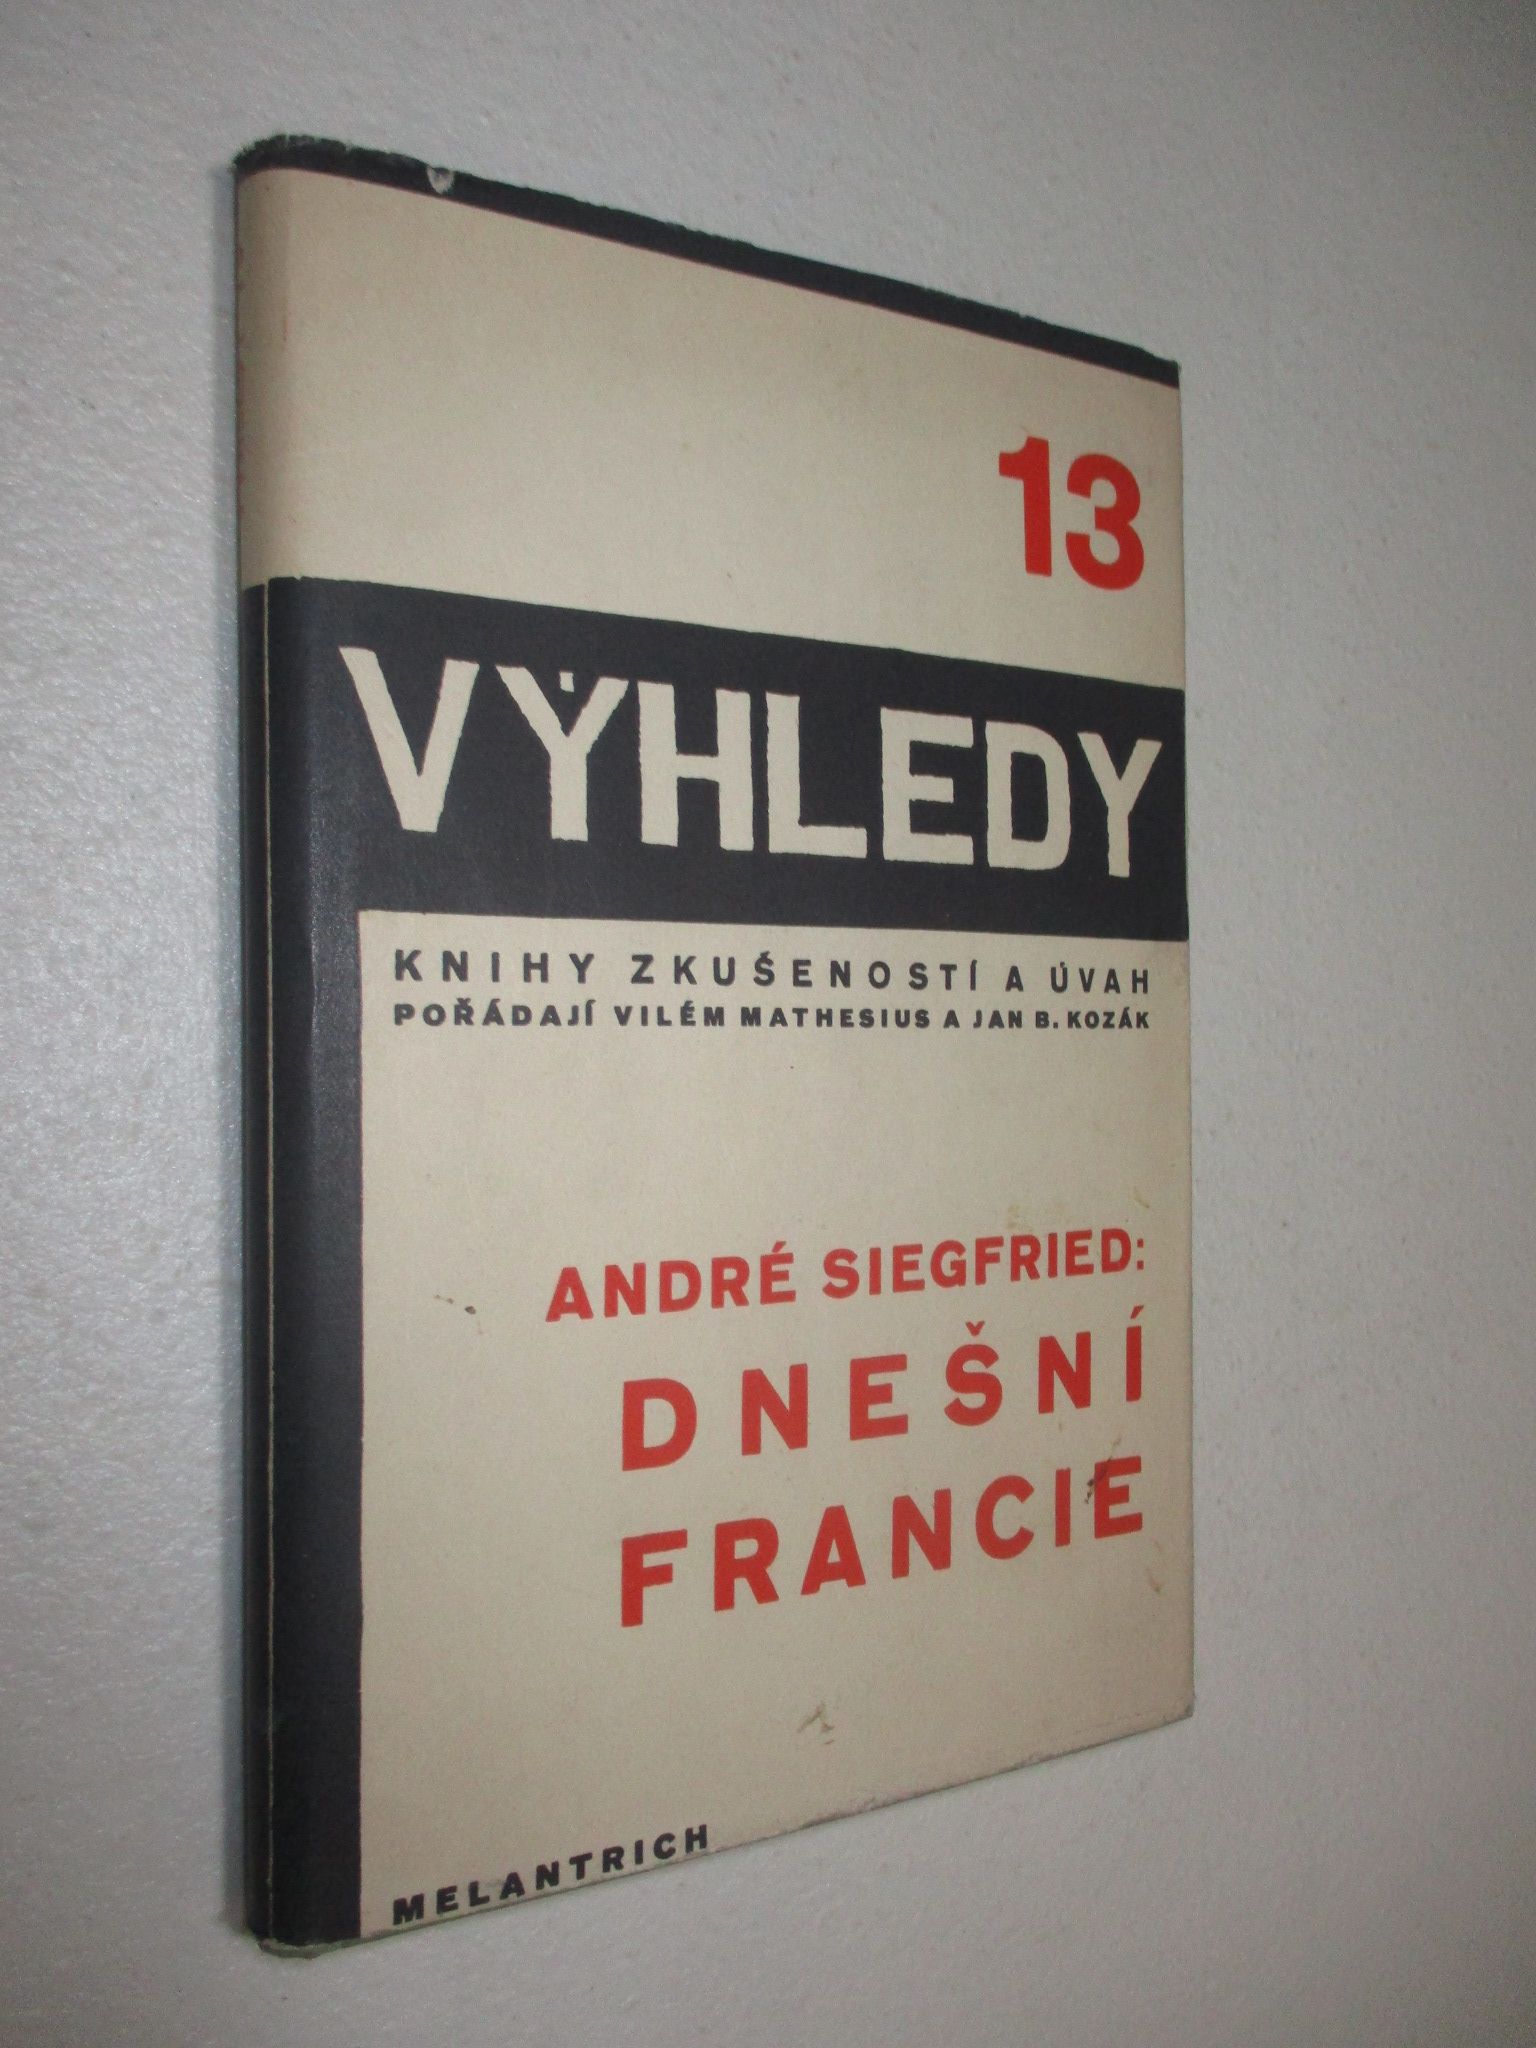 13
VÝHLEDY
KNIHY ZKUŠENOSTÍ A ÚVAH
POŘÁDAJÍ VILÉM MATHESIUS A JAN B. KOZÁK
ANDRÉ SIEGFRIED:
DNEŠNÍ
FRANCIE
MELANTRICH